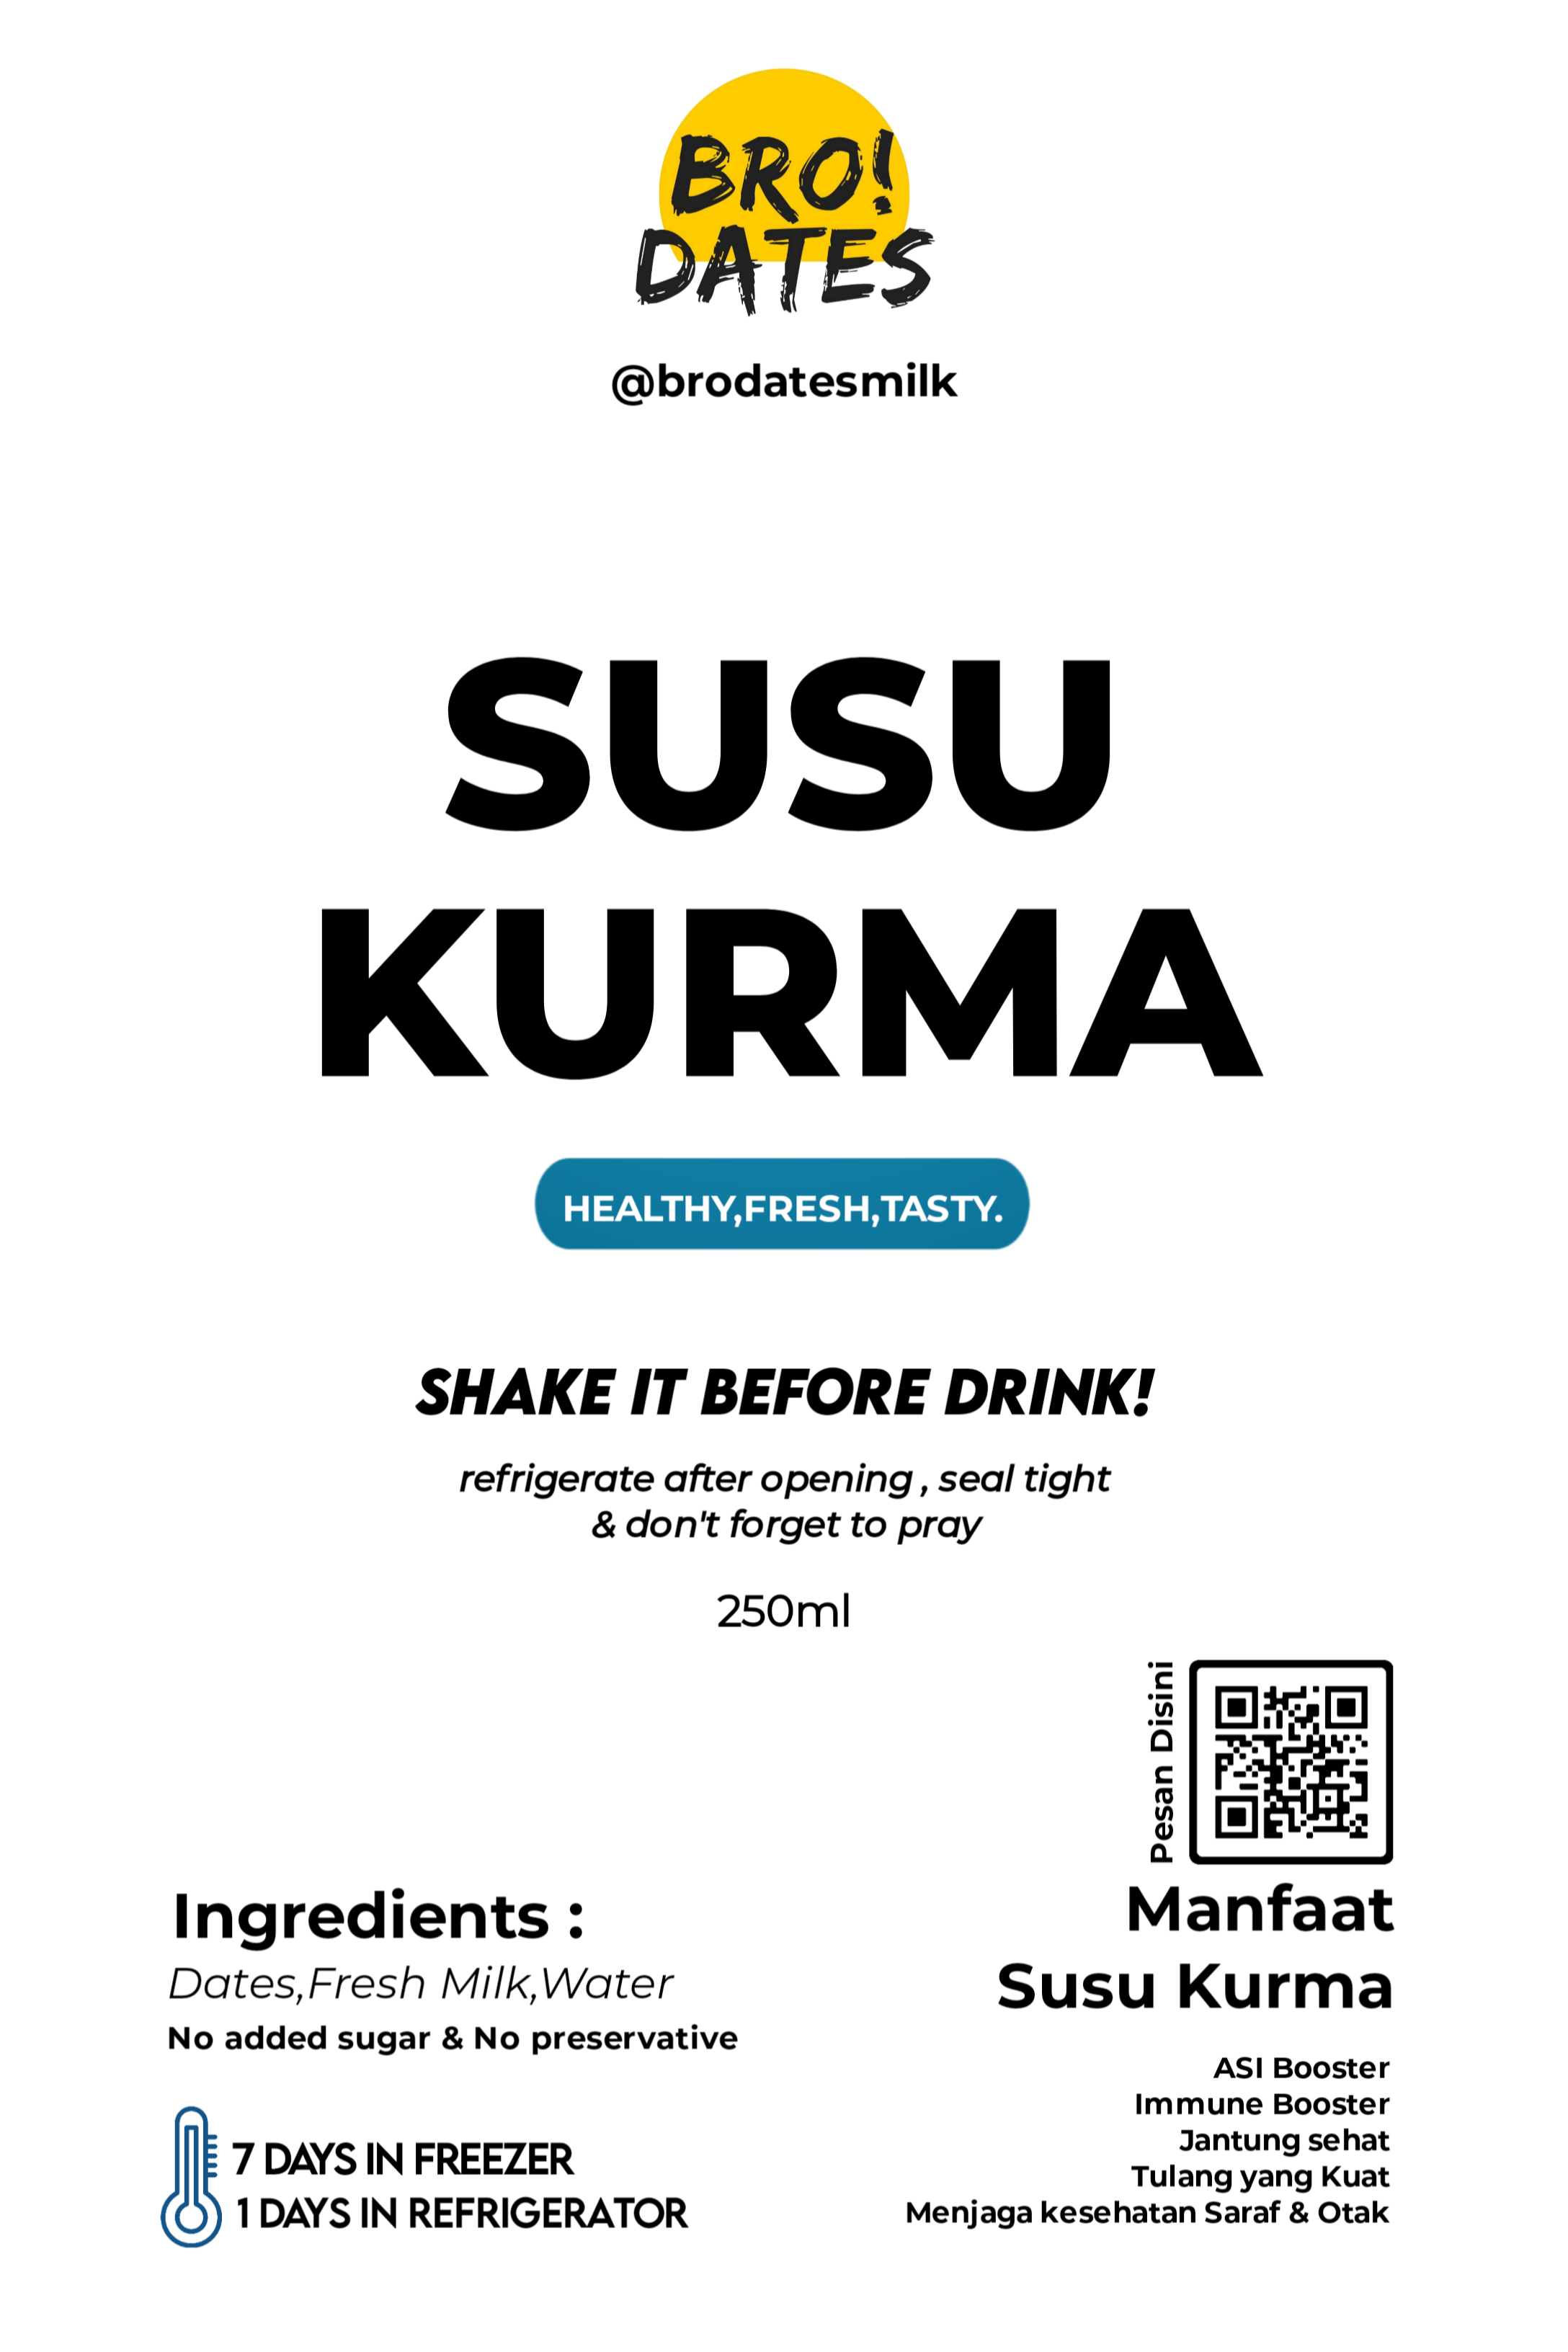 BRO!
DATES
@brodatesmilk
SUSU
KURMA
HEALTHY,FRESH,TASTY.
SHAKE IT BEFORE DRINK!
refrigerate after opening , seal tight
& don't forget to pray
250ml
Pesan Disini
Ingredients :
Dates,Fresh Milk,Water
No added sugar & No preservative
7 DAYS IN FREEZER
1 DAYS IN REFRIGERATOR
Manfaat
Susu Kurma
ASI Booster
Immune Booster
Jantung sehat
Tulang yang Kuat
Menjaga kesehatan Saraf & Otak